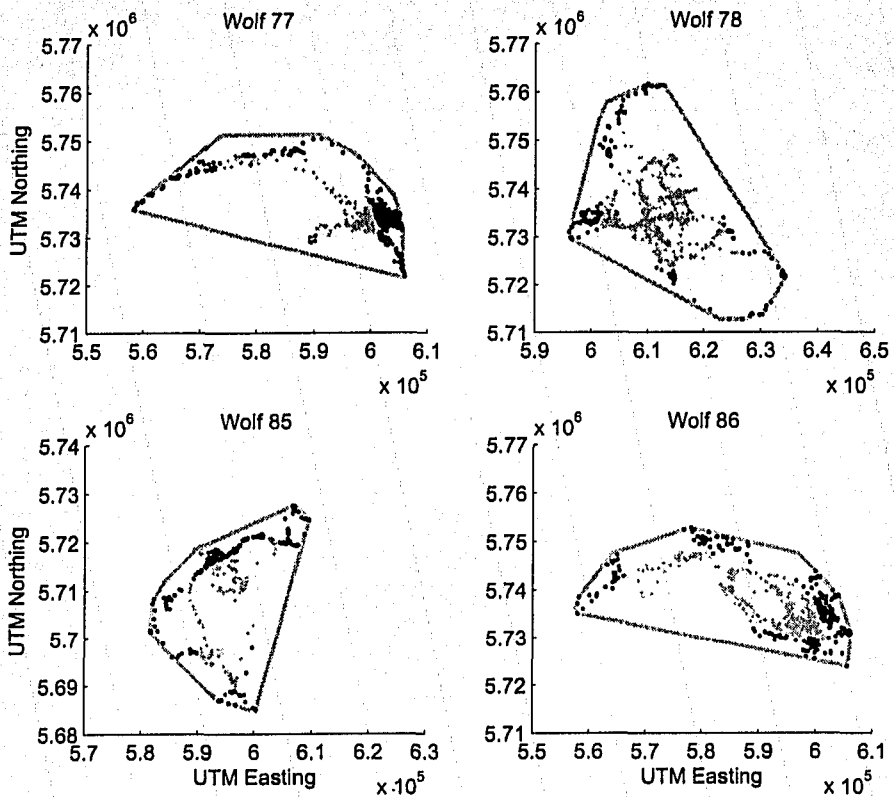 x 10^6
Wolf 77
5.77
5.76
5.75
5.74
5.73
5.72
5.71
UTM Northing
5.5 5.6 5.7 5.8 5.9 6 6.1
x 10^5
x 10^6
Wolf 78
5.77
5.76
5.75
5.74
5.73
5.72
5.71
5.9 6 6.1 6.2 6.3 6.4 6.5
x 10^5
x 10^6
Wolf 85
5.74
5.73
5.72
5.71
5.7
5.69
5.68
UTM Northing
5.7 5.8 5.9 6 6.1 6.2 6.3
UTM Easting
x 10^5
x 10^6
Wolf 86
5.77
5.76
5.75
5.74
5.73
5.72
5.71
5.5 5.6 5.7 5.8 5.9 6 6.1
UTM Easting
x 10^5